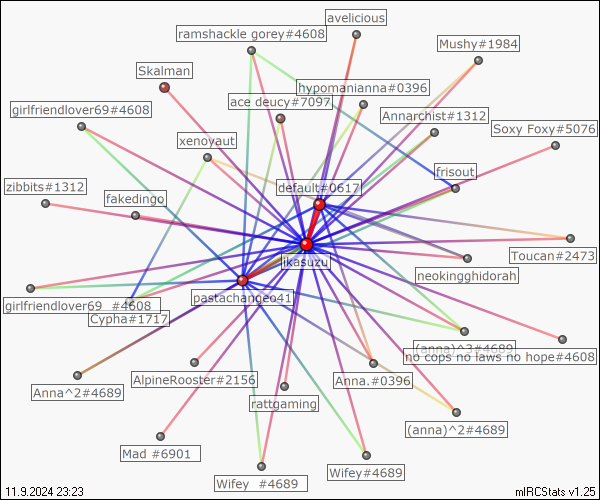 avelicious
ramshackle gorey#4608
Mushy#1984
Skalman
hypomanianna#0396
ace deucy#7097
girlfriendlover69#4608
Annarchist#1312
Soxy Foxy#5076
xenoyaut
frisout
zibbits#1312
default#0617
fakedingo
Toucan#2473
jkasuzu
neokingghidorah
pastachangeo41
girlfriendlover69_#4608
Cypha#1717
(anna)^3#4689
no cops no laws no hope#4608
AlpineRooster#2156
Anna.#0396
Anna^2#4689
rattgaming
(anna)^2#4689
Mad #6901
Wifey_#4689
Wifey#4689
11.9.2024 23:23
mIRCStats v1.25